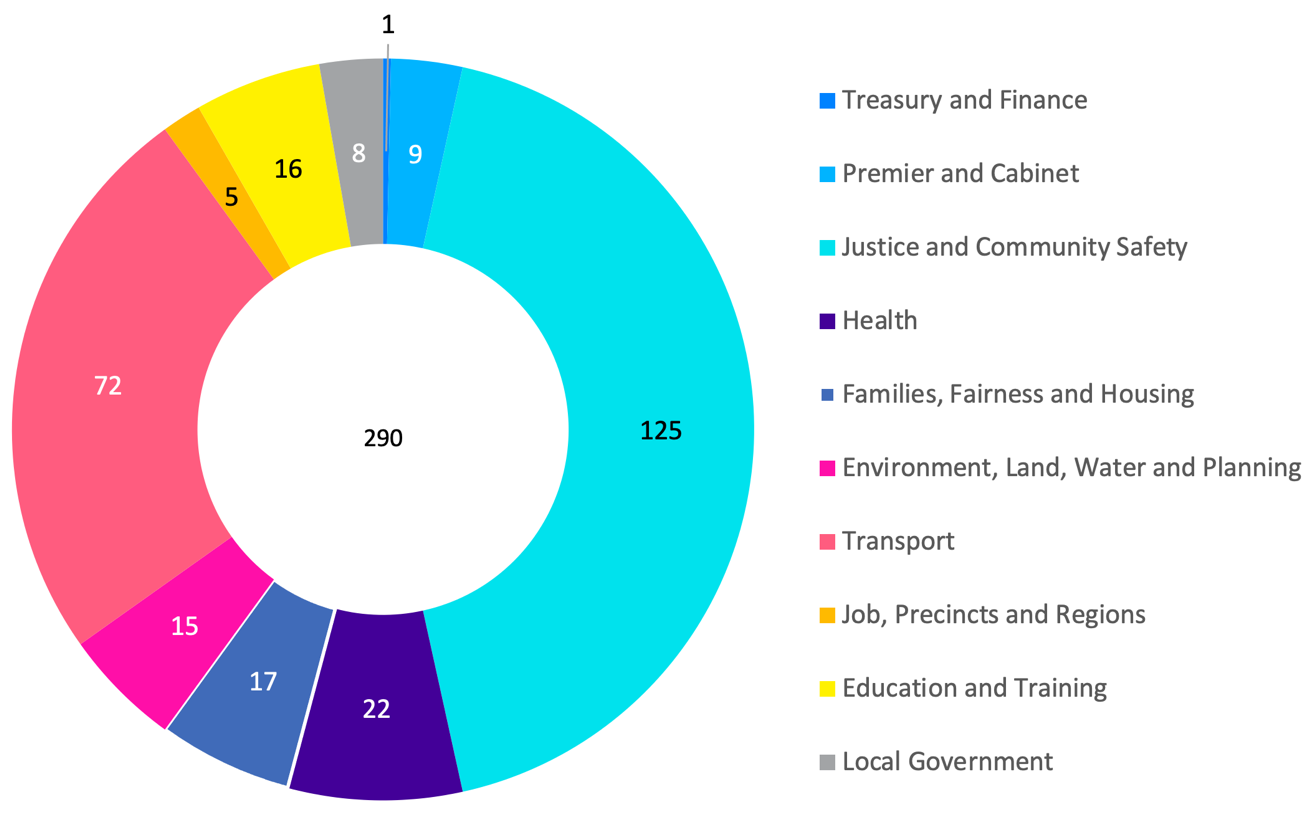 1
9
125
22
17
15
72
5
16
8
290
Treasury and Finance
Premier and Cabinet
Justice and Community Safety
Health
Families, Fairness and Housing
Environment, Land, Water and Planning
Transport
Job, Precincts and Regions
Education and Training
Local Government